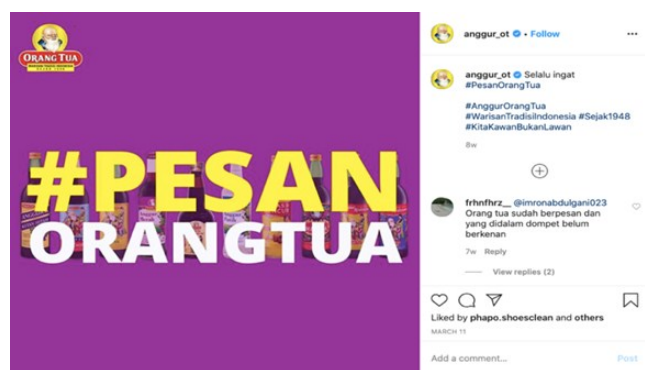 ORANG TUA
#PESAN
ORANGTUA
anggur_ot • Follow
anggur_ot Selalu ingat
#PesanOrangTua
#AnggurOrangTua
#WarisanTradisiIndonesia #Sejak1948
#KitaKawanBukanLawan
8w
frhnfhrz__ @imronabdulgani023
Orang tua sudah berpesan dan
yang didalam dompet belum
berkenan
7w Reply
View replies (2)
Liked by phapo.shoesclean and others
MARCH 11
Add a comment... Post